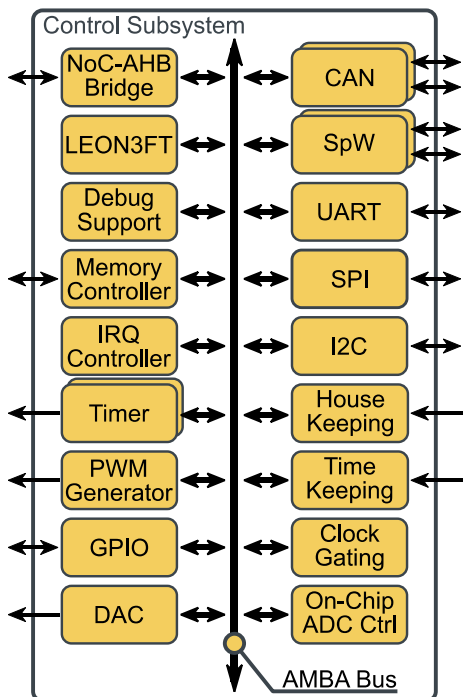 Control Subsystem
NoC-AHB
Bridge
LEON3FT
Debug
Support
Memory
Controller
IRQ
Controller
Timer
PWM
Generator
GPIO
DAC
CAN
SpW
UART
SPI
I2C
House
Keeping
Time
Keeping
Clock
Gating
On-Chip
ADC Ctrl
AMBA Bus